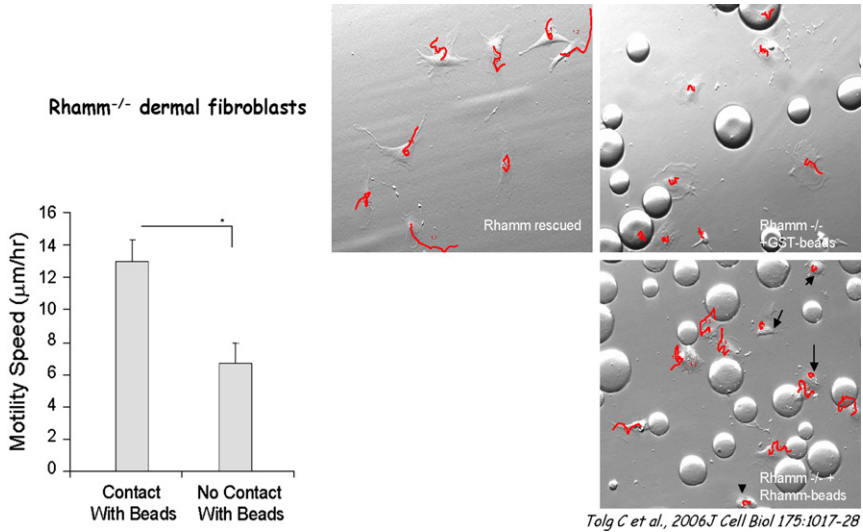 Rhamm-/- dermal fibroblasts
Rhamm rescued
Rhamm -/-
+GST-beads
Motility Speed (μm/hr)
16
14
12
10
8
6
4
2
0
*
Contact
With Beads
No Contact
With Beads
Rhamm -/- +
Rhamm-beads
Tolg C et al., 2006 J Cell Biol 175:1017-28